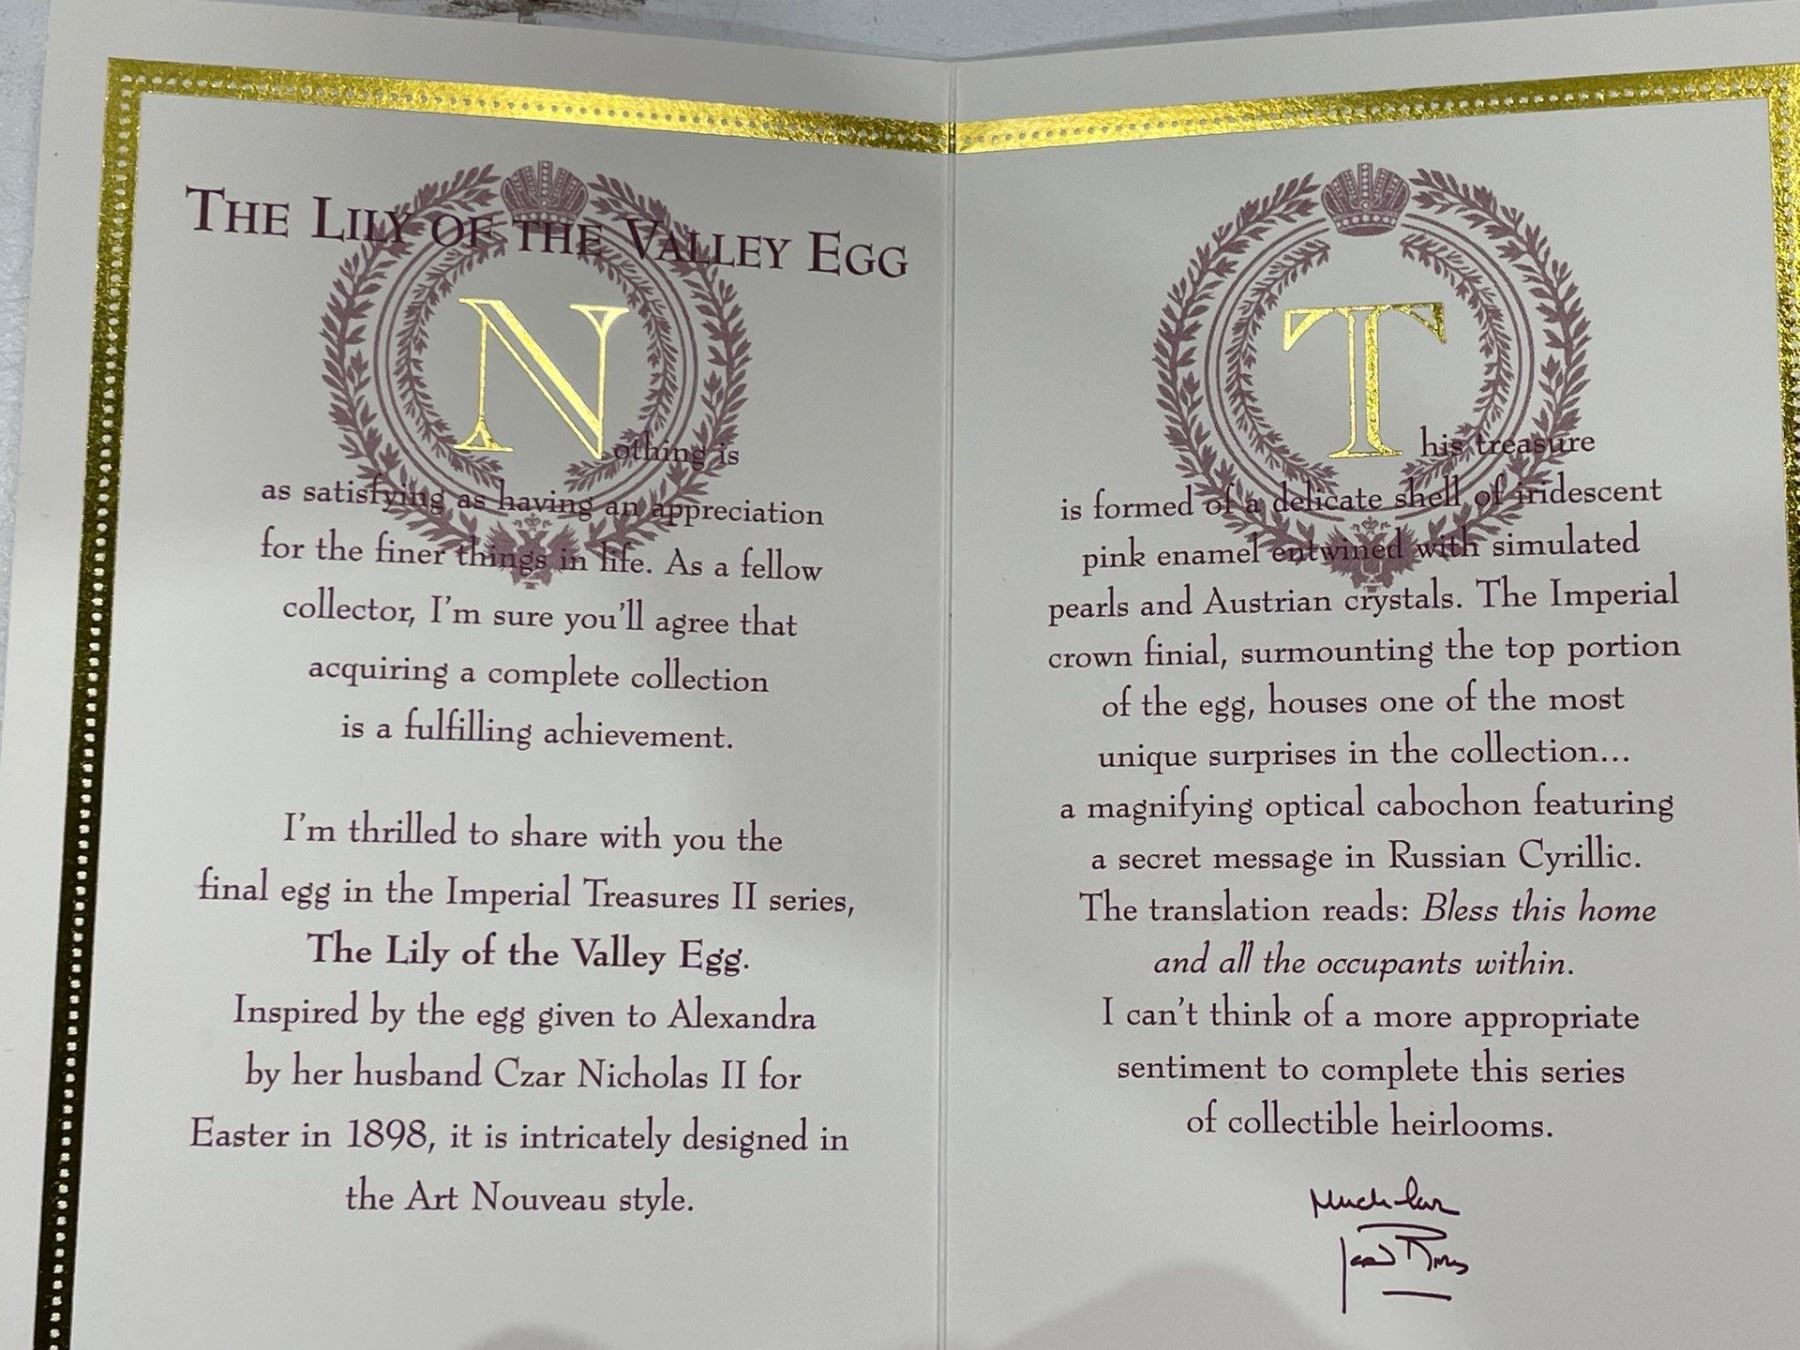 THE LILY OF THE VALLEY EGG
Nothing is
as satisfying as having an appreciation
for the finer things in life. As a fellow
collector, I'm sure you'll agree that
acquiring a complete collection
is a fulfilling achievement.
I'm thrilled to share with you the
final egg in the Imperial Treasures II series,
The Lily of the Valley Egg.
Inspired by the egg given to Alexandra
by her husband Czar Nicholas II for
Easter in 1898, it is intricately designed in
the Art Nouveau style.
This treasure
is formed of a delicate shell of iridescent
pink enamel entwined with simulated
pearls and Austrian crystals. The Imperial
crown finial, surmounting the top portion
of the egg, houses one of the most
unique surprises in the collection...
a magnifying optical cabochon featuring
a secret message in Russian Cyrillic.
The translation reads: Bless this home
and all the occupants within.
I can't think of a more appropriate
sentiment to complete this series
of collectible heirlooms.
Much love